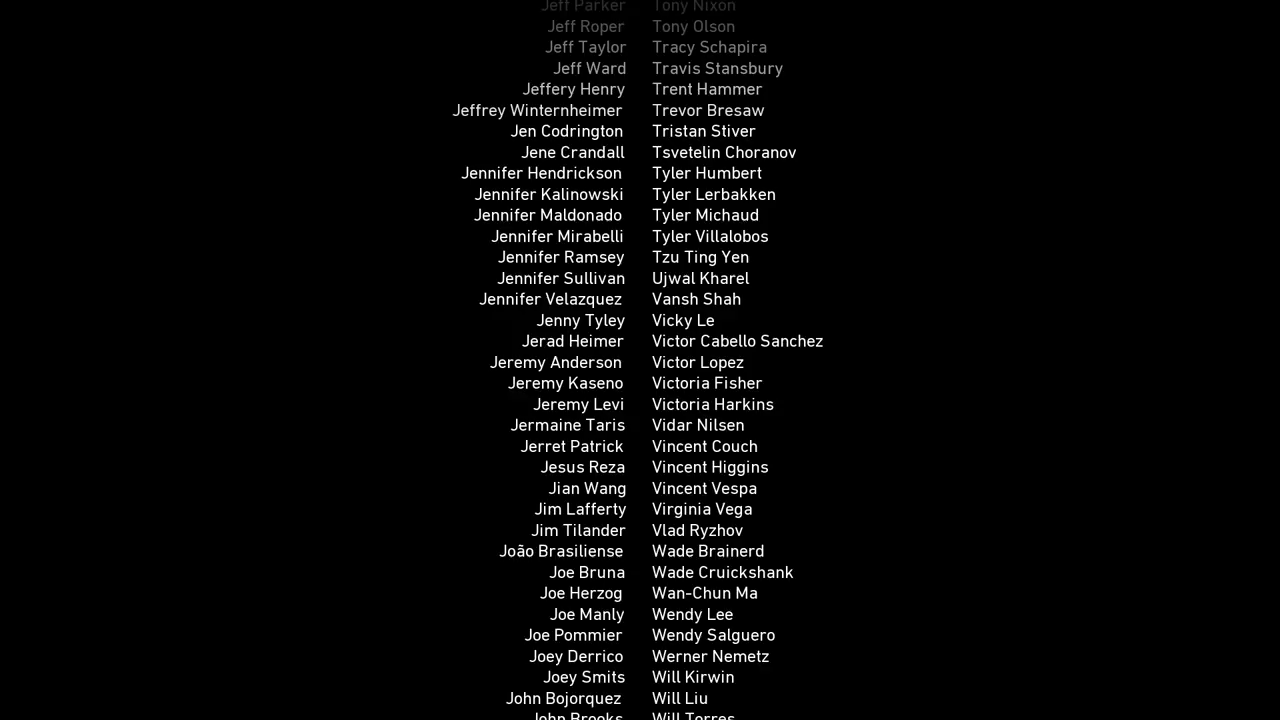 Jeff Parker Tony Nixon
Jeff Roper Tony Olson
Jeff Taylor Tracy Schapira
Jeff Ward Travis Stansbury
Jeffery Henry Trent Hammer
Jeffrey Winternheimer Trevor Bresaw
Jen Codrington Tristan Stiver
Jene Crandall Tsvetelin Choranov
Jennifer Hendrickson Tyler Humbert
Jennifer Kalinowski Tyler Lerbakken
Jennifer Maldonado Tyler Michaud
Jennifer Mirabelli Tyler Villalobos
Jennifer Ramsey Tzu Ting Yen
Jennifer Sullivan Ujwal Kharel
Jennifer Velazquez Vansh Shah
Jenny Tyley Vicky Le
Jerad Heimer Victor Cabello Sanchez
Jeremy Anderson Victor Lopez
Jeremy Kaseno Victoria Fisher
Jeremy Levi Victoria Harkins
Jermaine Taris Vidar Nilsen
Jerret Patrick Vincent Couch
Jesus Reza Vincent Higgins
Jian Wang Vincent Vespa
Jim Lafferty Virginia Vega
Jim Tilander Vlad Ryzhov
João Brasiliense Wade Brainerd
Joe Bruna Wade Cruickshank
Joe Herzog Wan-Chun Ma
Joe Manly Wendy Lee
Joe Pommier Wendy Salguero
Joey Derrico Werner Nemetz
Joey Smits Will Kirwin
John Bojorquez Will Liu
John Brooks Will Torres